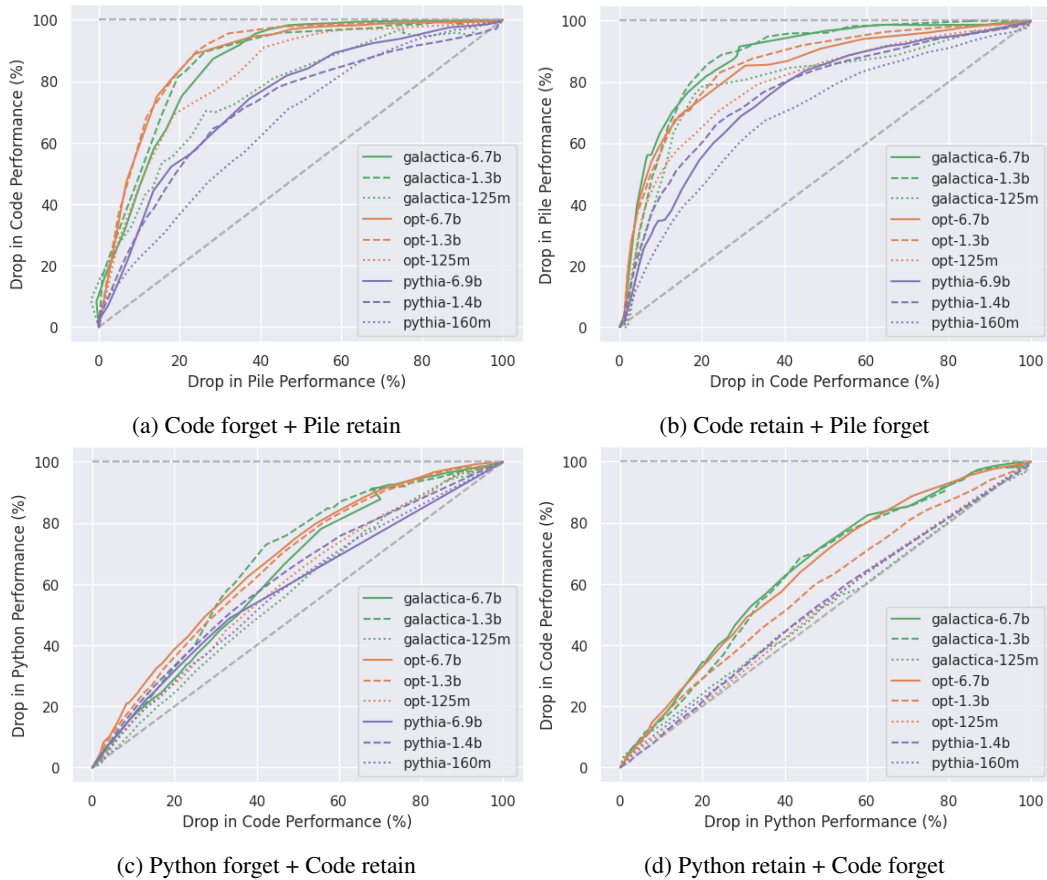 100
80
60
40
20
0
Drop in Code Performance (%)
galactica-6.7b
galactica-1.3b
galactica-125m
opt-6.7b
opt-1.3b
opt-125m
pythia-6.9b
pythia-1.4b
pythia-160m
0 20 40 60 80 100
Drop in Pile Performance (%)
(a) Code forget + Pile retain
100
80
60
40
20
0
Drop in Pile Performance (%)
galactica-6.7b
galactica-1.3b
galactica-125m
opt-6.7b
opt-1.3b
opt-125m
pythia-6.9b
pythia-1.4b
pythia-160m
0 20 40 60 80 100
Drop in Code Performance (%)
(b) Code retain + Pile forget
100
80
60
40
20
0
Drop in Python Performance (%)
galactica-6.7b
galactica-1.3b
galactica-125m
opt-6.7b
opt-1.3b
opt-125m
pythia-6.9b
pythia-1.4b
pythia-160m
0 20 40 60 80 100
Drop in Code Performance (%)
(c) Python forget + Code retain
100
80
60
40
20
0
Drop in Code Performance (%)
galactica-6.7b
galactica-1.3b
galactica-125m
opt-6.7b
opt-1.3b
opt-125m
pythia-1.4b
pythia-160m
0 20 40 60 80 100
Drop in Python Performance (%)
(d) Python retain + Code forget